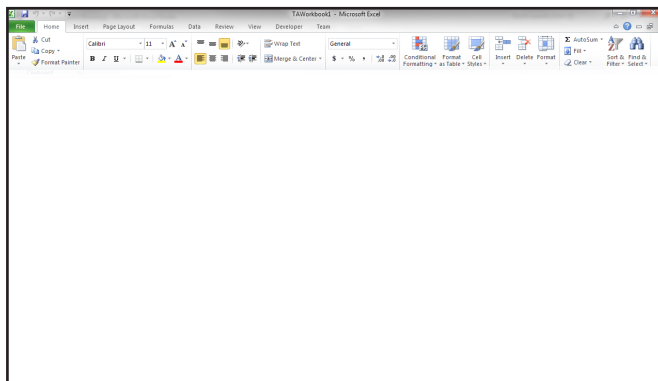 TAWorkbook1 - Microsoft Excel
File Home Insert Page Layout Formulas Data Review View Developer Team
Paste
Cut
Copy
Format Painter
Calibri 11 A A
B I U A
Wrap Text
Merge & Center
General
$ % ,
Conditional Formatting
Format as Table
Cell Styles
Insert
Delete
Format
Σ AutoSum
Fill
Clear
Sort & Filter
Find & Select